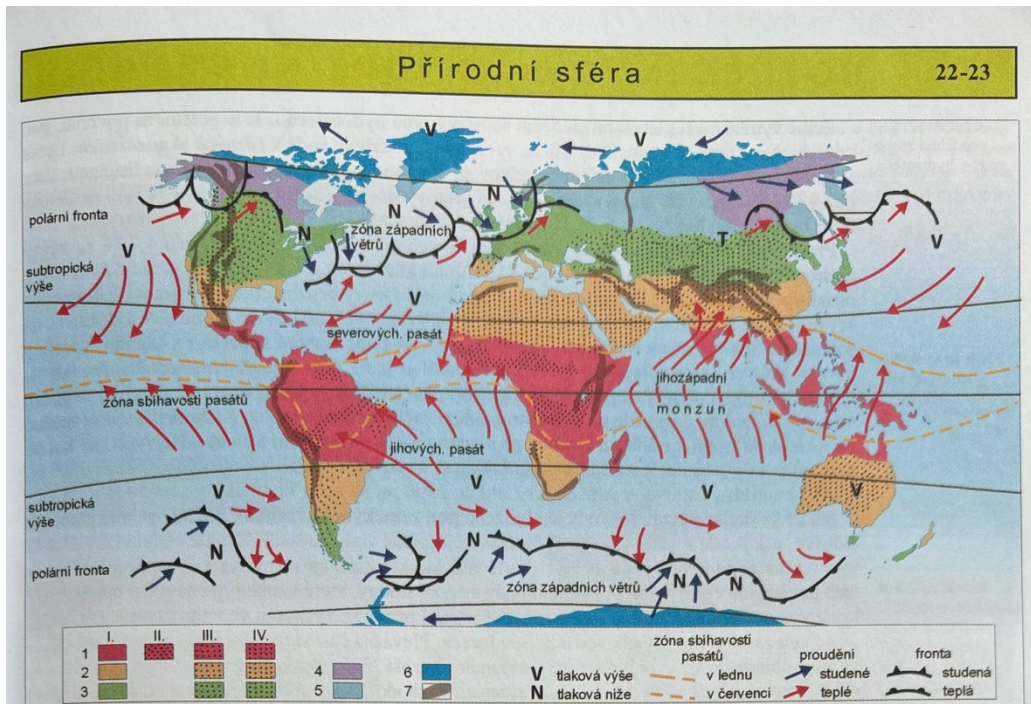 Přírodní sféra
22-23
V
V
polární fronta
N
N
N
zóna západních
větrů
T
V
V
subtropická
výše
V
severových. pasát
jihozápadní
zóna sbíhavosti pasátů
monzun
jihových. pasát
V
V
V
V
subtropická
výše
N
N
N
polární fronta
zóna západních větrů
I.
II.
III.
IV.
1
2
3
4
5
6
7
V tlaková výše
N tlaková níže
zóna sbíhavosti
pasátů
v lednu
v červenci
proudění
studené
teplé
fronta
studená
teplá